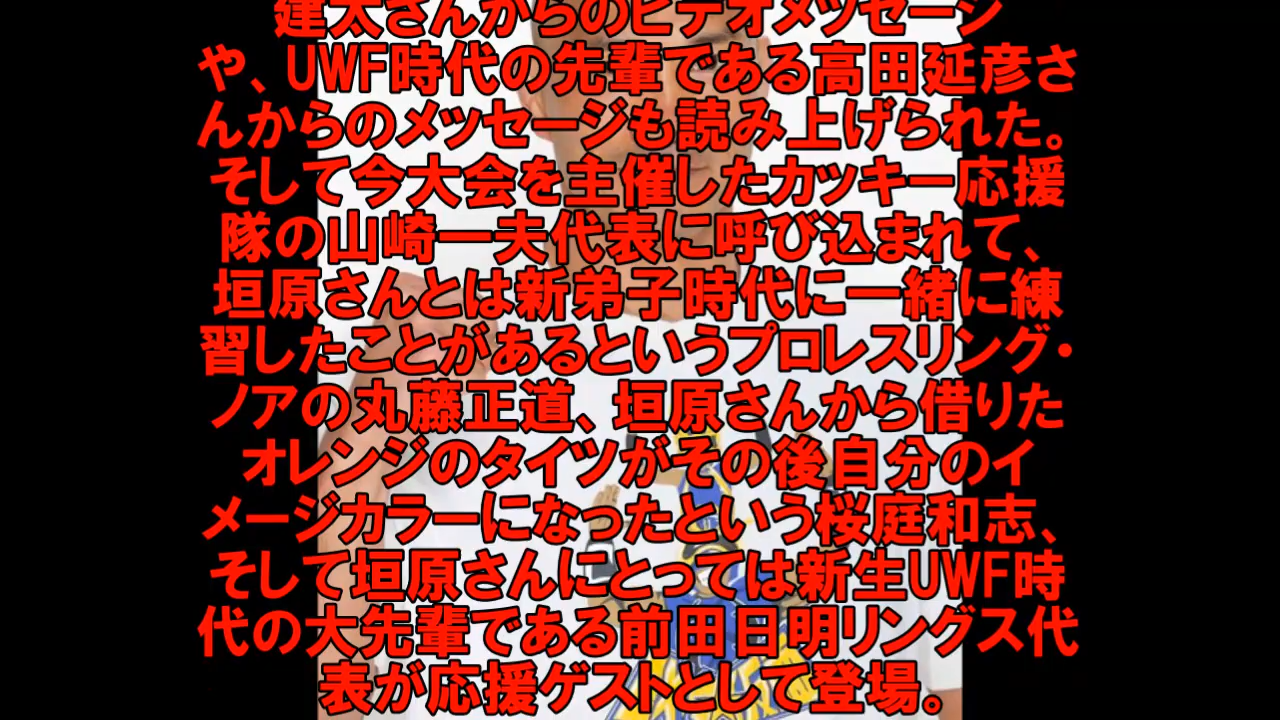 建太さんからのビデオメッセージ
や、UWF時代の先輩である高田延彦さ
んからのメッセージも読み上げられた。
そして今大会を主催したカッキー応援
隊の山崎一夫代表に呼び込まれて、
垣原さんとは新弟子時代に一緒に練
習したことがあるというプロレスリング・
ノアの丸藤正道、垣原さんから借りた
オレンジのタイツがその後自分のイ
メージカラーになったという桜庭和志、
そして垣原さんにとっては新生UWF時
代の大先輩である前田日明リングス代
表が応援ゲストとして登場。